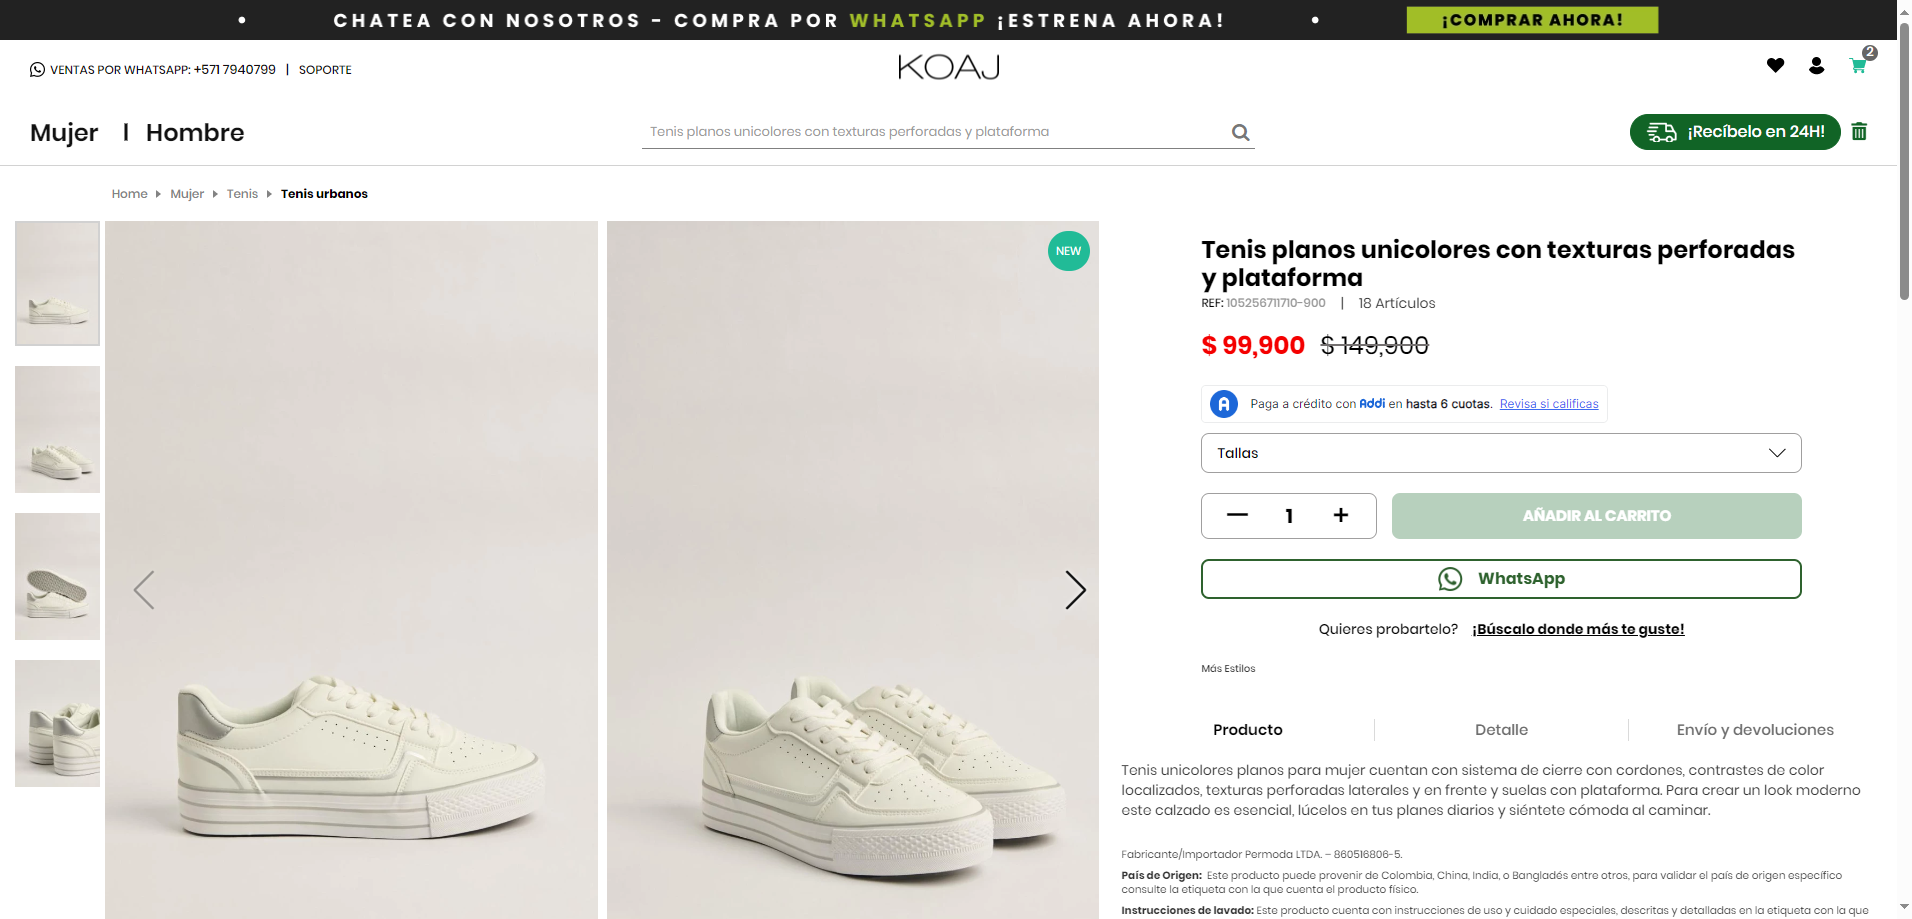 CHATEA CON NOSOTROS - COMPRA POR WHATSAPP ¡ESTRENA AHORA!
¡COMPRAR AHORA!
VENTAS POR WHATSAPP: +571 7940799 | SOPORTE
KOAJ
2
Mujer | Hombre
Tenis planos unicolores con texturas perforadas y plataforma
¡Recíbelo en 24H!
Home Mujer Tenis Tenis urbanos
NEW
Tenis planos unicolores con texturas perforadas
y plataforma
REF: 105256711710-900 | 18 Artículos
$ 99,900 $ 149,900
A Paga a crédito con Addi en hasta 6 cuotas. Revisa si calificas
Tallas
1
AÑADIR AL CARRITO
WhatsApp
Quieres probartelo? ¡Búscalo donde más te guste!
Más Estilos
Producto
Detalle
Envío y devoluciones
Tenis unicolores planos para mujer cuentan con sistema de cierre con cordones, contrastes de color
localizados, texturas perforadas laterales y en frente y suelas con plataforma. Para crear un look moderno
este calzado es esencial, lúcelos en tus planes diarios y siéntete cómoda al caminar.
Fabricante/Importador Permoda LTDA. – 860516806-5.
País de Origen: Este producto puede provenir de Colombia, China, India, o Bangladés entre otros, para validar el país de origen específico
consulte la etiqueta con la que cuenta el producto físico.
Instrucciones de lavado: Este producto cuenta con instrucciones de uso y cuidado especiales, descritas y detalladas en la etiqueta con la que